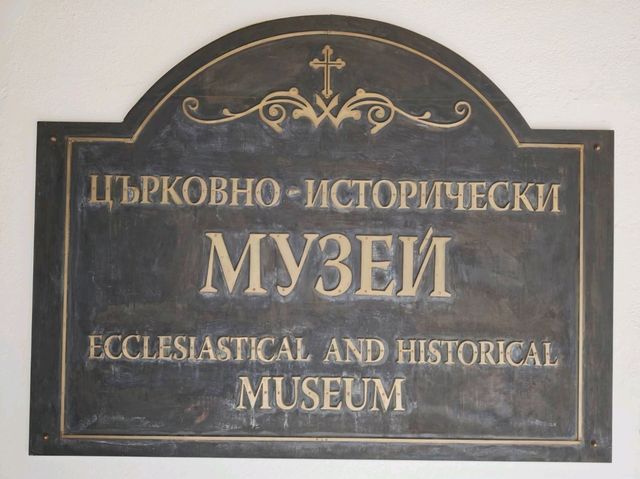 ЦЪРКОВНО - ИСТОРИЧЕСКИ
МУЗЕЙ
ECCLESIASTICAL AND HISTORICAL
MUSEUM